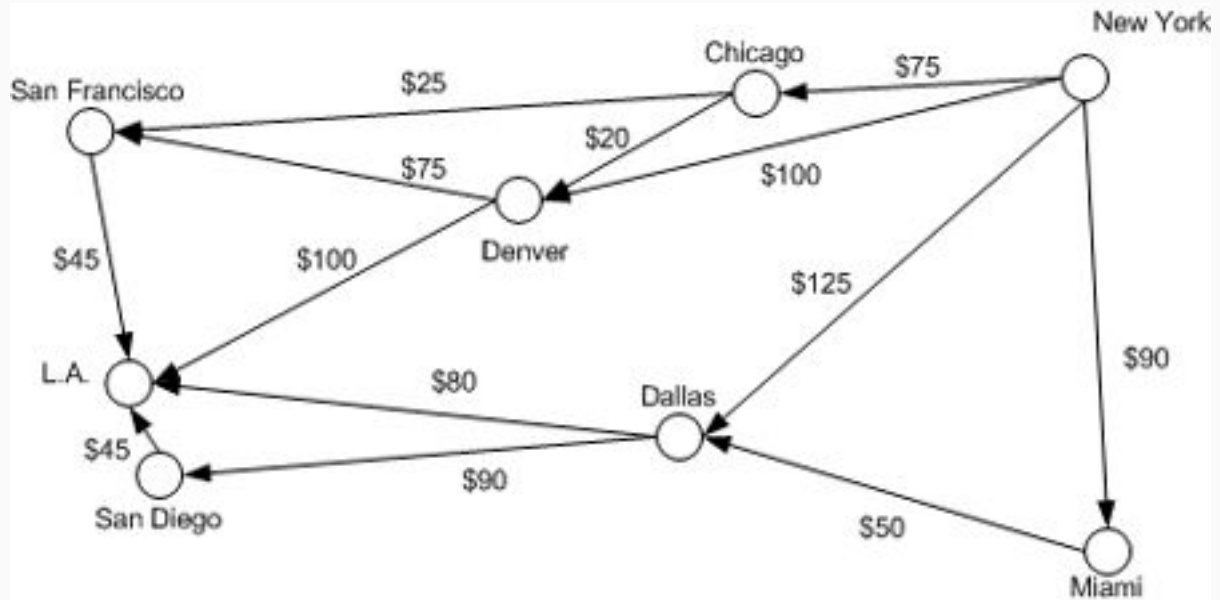 New York
Chicago
$75
$25
San Francisco
$20
$75
$100
Denver
$45
$100
$125
$90
L.A.
$80
Dallas
$45
$90
San Diego
$50
Miami